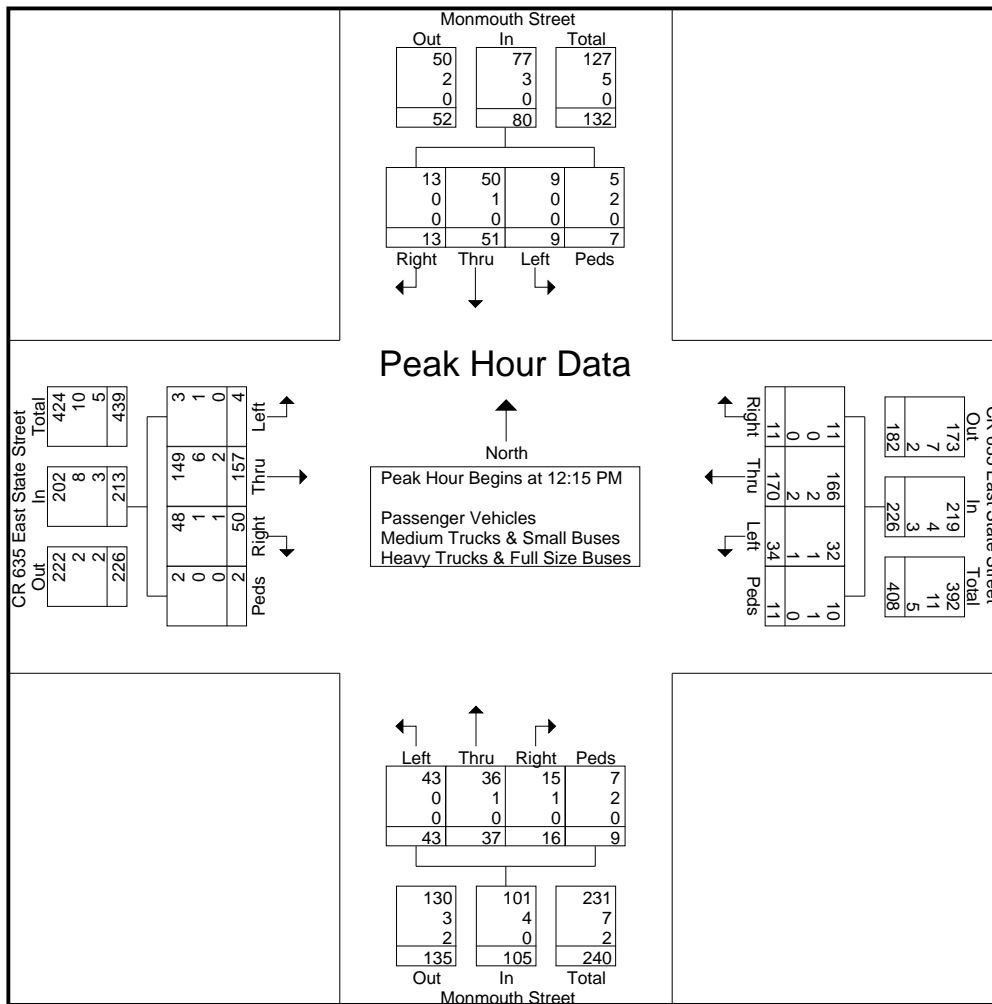 Monmouth Street
Out In Total
50 77 127
2 3 5
0 0 0
52 80 132
13 50 9 5
0 1 0 2
0 0 0 0
13 51 9 7
Right Thru Left Peds
Peak Hour Data
North
Peak Hour Begins at 12:15 PM
Passenger Vehicles
Medium Trucks & Small Buses
Heavy Trucks & Full Size Buses
CR 635 East State Street
Out In Total
222 202 424
2 8 10
2 3 5
226 213 439
Peds Right Thru Left
2 48 149 3
0 1 6 1
0 1 2 0
2 50 157 4
CR 635 East State Street
Out In Total
173 219 392
7 4 11
2 3 5
182 226 408
11 166 32 10
0 2 1 1
0 2 1 0
11 170 34 11
Right Thru Left Peds
Left Thru Right Peds
43 36 15 7
0 1 1 2
0 0 0 0
43 37 16 9
130 101 231
3 4 7
2 0 2
135 105 240
Out In Total
Monmouth Street